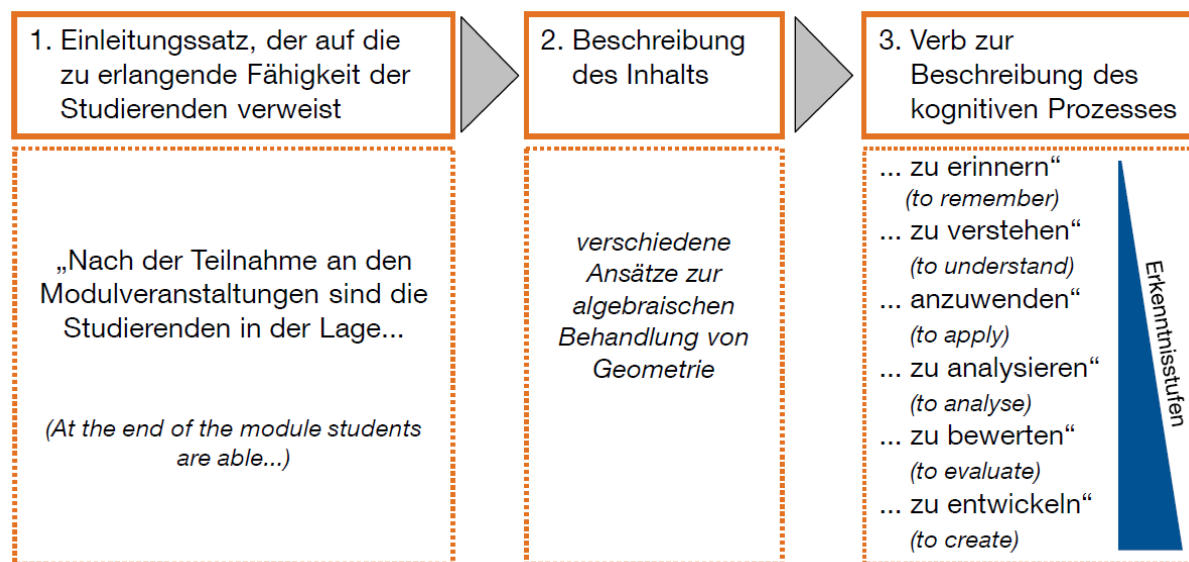 1. Einleitungssatz, der auf die
zu erlangende Fähigkeit der
Studierenden verweist
2. Beschreibung
des Inhalts
3. Verb zur
Beschreibung des
kognitiven Prozesses
„Nach der Teilnahme an den
Modulveranstaltungen sind die
Studierenden in der Lage...
(At the end of the module students
are able...)
verschiedene
Ansätze zur
algebraischen
Behandlung von
Geometrie
... zu erinnern“
(to remember)
... zu verstehen“
(to understand)
... anzuwenden“
(to apply)
... zu analysieren“
(to analyse)
... zu bewerten“
(to evaluate)
... zu entwickeln“
(to create)
Erkenntnisstufen